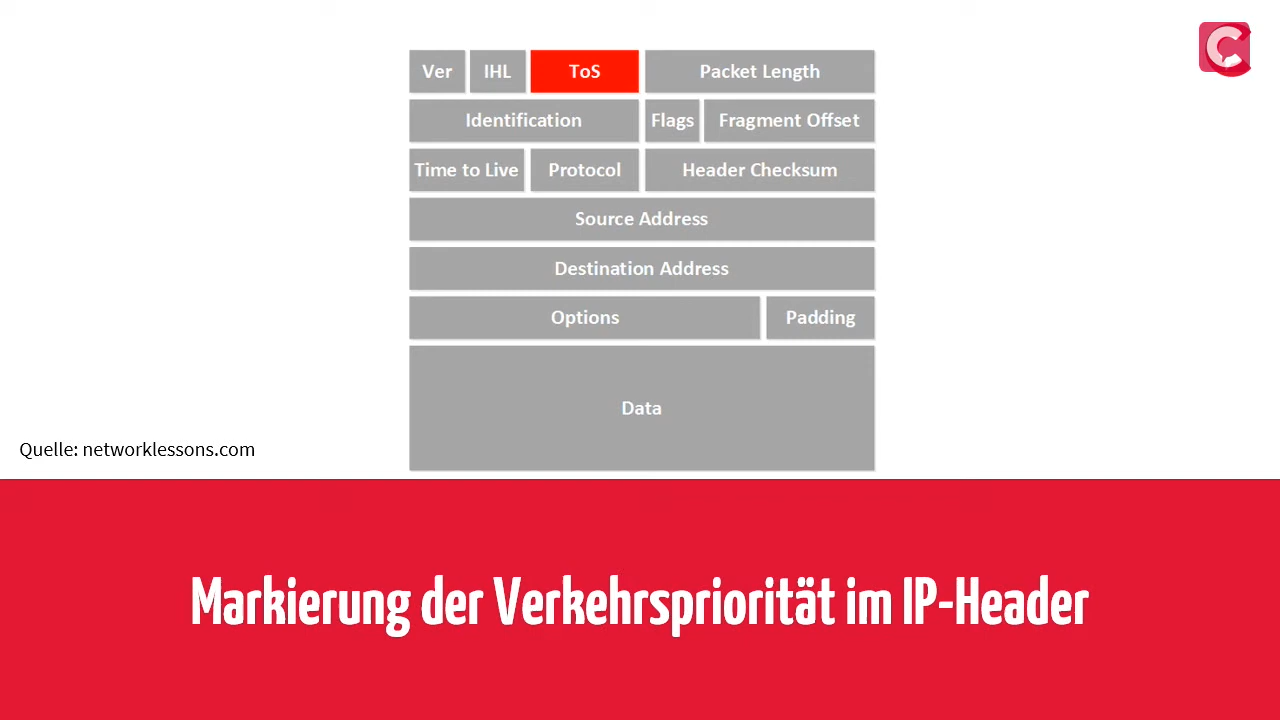 Ver IHL ToS Packet Length
Identification Flags Fragment Offset
Time to Live Protocol Header Checksum
Source Address
Destination Address
Options Padding
Data
Quelle: networklessons.com
Markierung der Verkehrspriorität im IP-Header